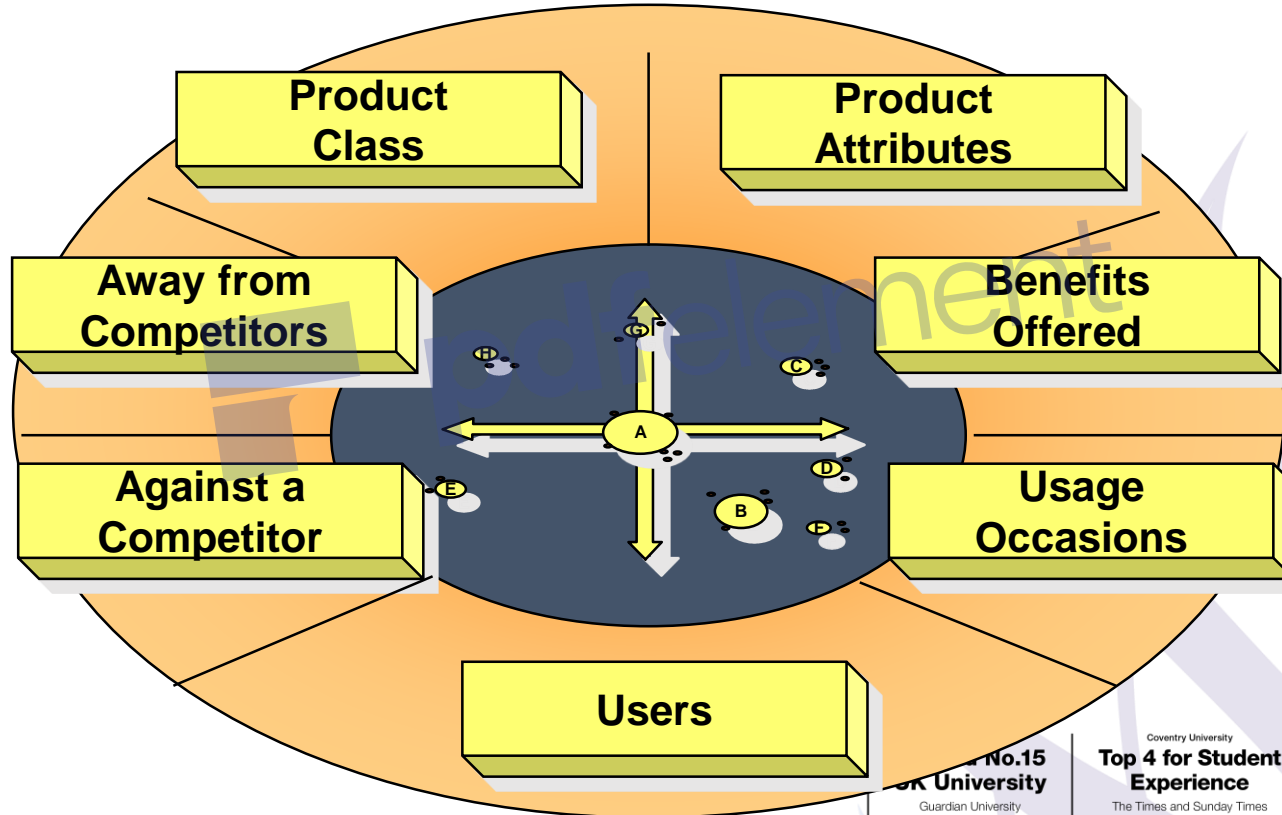 Product
Class
Product
Attributes
Away from
Competitors
Benefits
Offered
pdfelement
G
H
C
A
Against a
Competitor
E
D
B
F
Usage
Occasions
Users
No.15
UK University
Guardian University
Coventry University
Top 4 for Student
Experience
The Times and Sunday Times